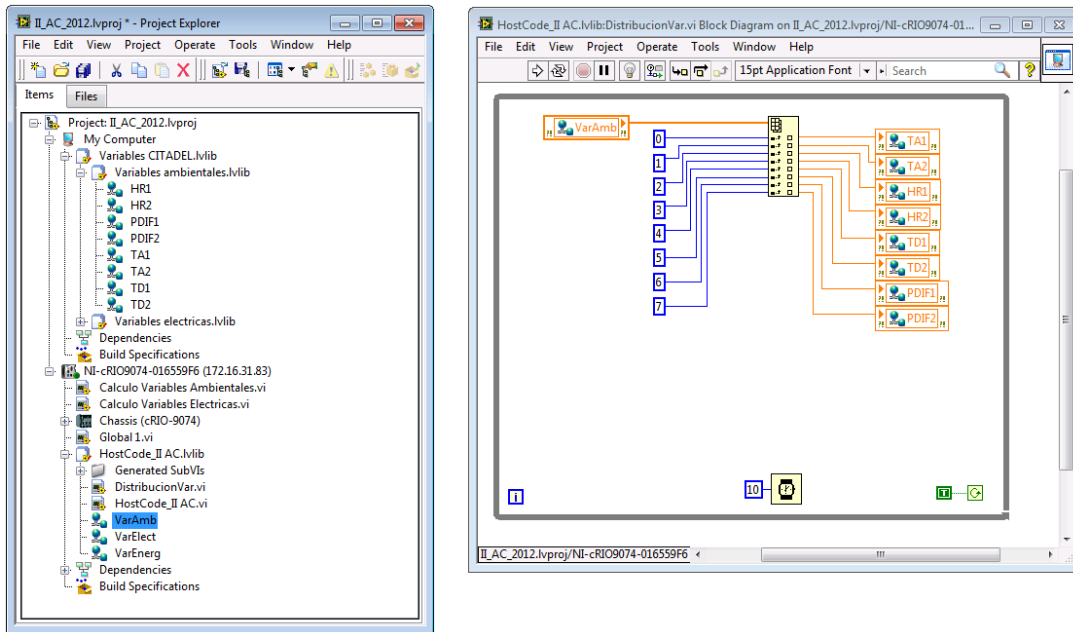 II_AC_2012.lvproj * - Project Explorer
File Edit View Project Operate Tools Window Help
Items Files
Project: II_AC_2012.lvproj
My Computer
Variables CITADEL.lvlib
Variables ambientales.lvlib
HR1
HR2
PDIF1
PDIF2
TA1
TA2
TD1
TD2
Variables electricas.lvlib
Dependencies
Build Specifications
NI-cRIO9074-016559F6 (172.16.31.83)
Calculo Variables Ambientales.vi
Calculo Variables Electricas.vi
Chassis (cRIO-9074)
Global 1.vi
HostCode_II AC.lvlib
Generated SubVIs
DistribucionVar.vi
HostCode_II AC.vi
VarAmb
VarElect
VarEnerg
Dependencies
Build Specifications
HostCode_II AC.lvlib:DistribucionVar.vi Block Diagram on II_AC_2012.lvproj/NI-cRIO9074-01...
File Edit View Project Operate Tools Window Help
15pt Application Font Search
VarAmb
0
1
2
3
4
5
6
7
TA1
TA2
HR1
HR2
TD1
TD2
PDIF1
PDIF2
i
10
T
II_AC_2012.lvproj/NI-cRIO9074-016559F6